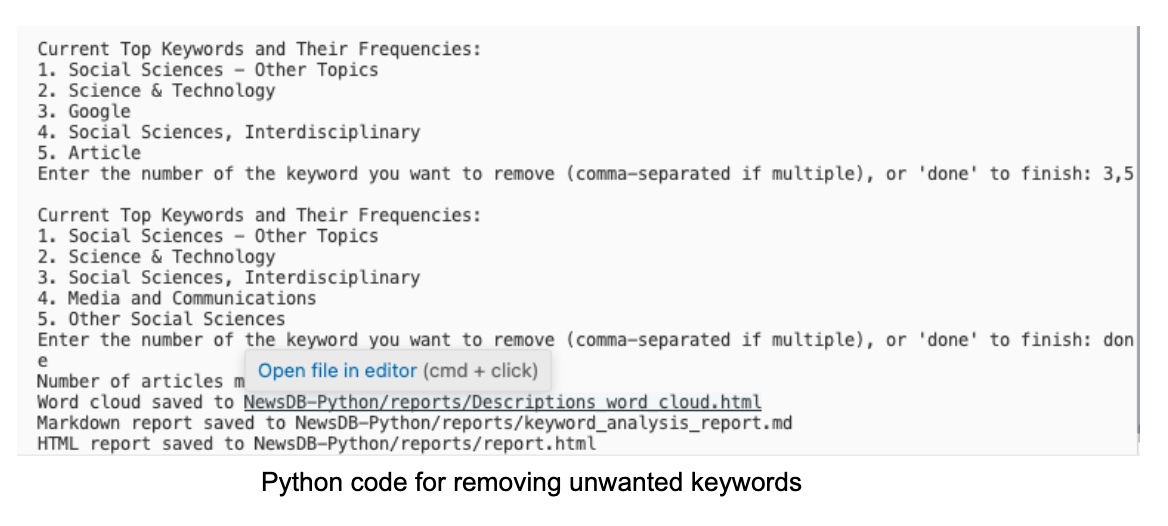 Current Top Keywords and Their Frequencies:
1. Social Sciences – Other Topics
2. Science & Technology
3. Google
4. Social Sciences, Interdisciplinary
5. Article
Enter the number of the keyword you want to remove (comma-separated if multiple), or 'done' to finish: 3,5
Current Top Keywords and Their Frequencies:
1. Social Sciences – Other Topics
2. Science & Technology
3. Social Sciences, Interdisciplinary
4. Media and Communications
5. Other Social Sciences
Enter the number of the keyword you want to remove (comma-separated if multiple), or 'done' to finish: don
e
Open file in editor (cmd + click)
Number of articles m
Word cloud saved to NewsDB-Python/reports/Descriptions_word_cloud.html
Markdown report saved to NewsDB-Python/reports/keyword_analysis_report.md
HTML report saved to NewsDB-Python/reports/report.html
Python code for removing unwanted keywords